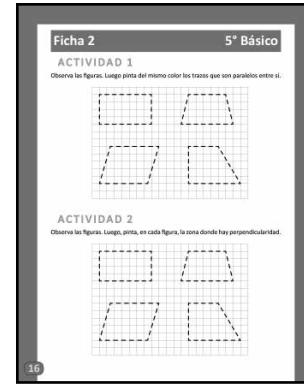 Ficha 2 5° Básico
ACTIVIDAD 1
Observa las figuras. Luego pinta del mismo color los trazos que son paralelos entre sí.
ACTIVIDAD 2
Observa las figuras. Luego, pinta, en cada figura, la zona donde hay perpendicularidad.
16